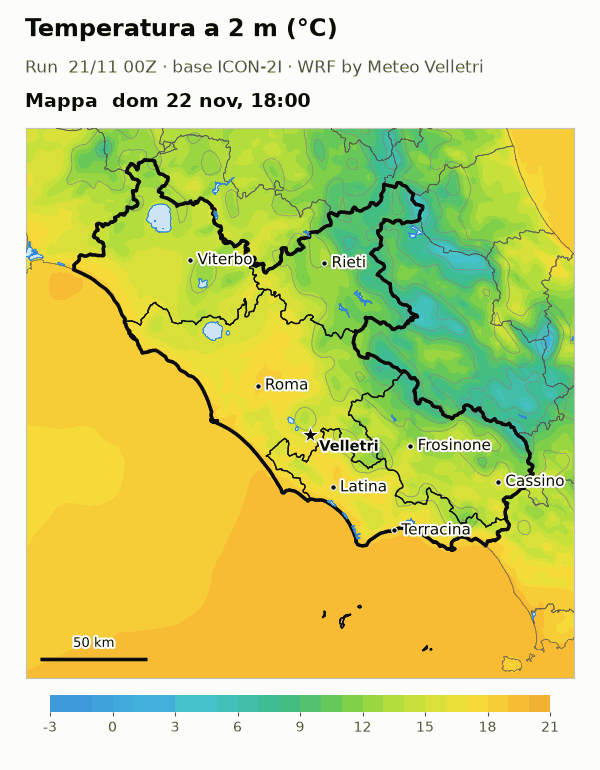 Temperatura a 2 m (°C)
Run  21/11 00Z · base ICON-2I · WRF by Meteo Velletri
Mappa  dom 22 nov, 18:00
Viterbo
Rieti
Roma
Velletri
Frosinone
Cassino
Latina
Terracina
50 km
-3 0 3 6 9 12 15 18 21